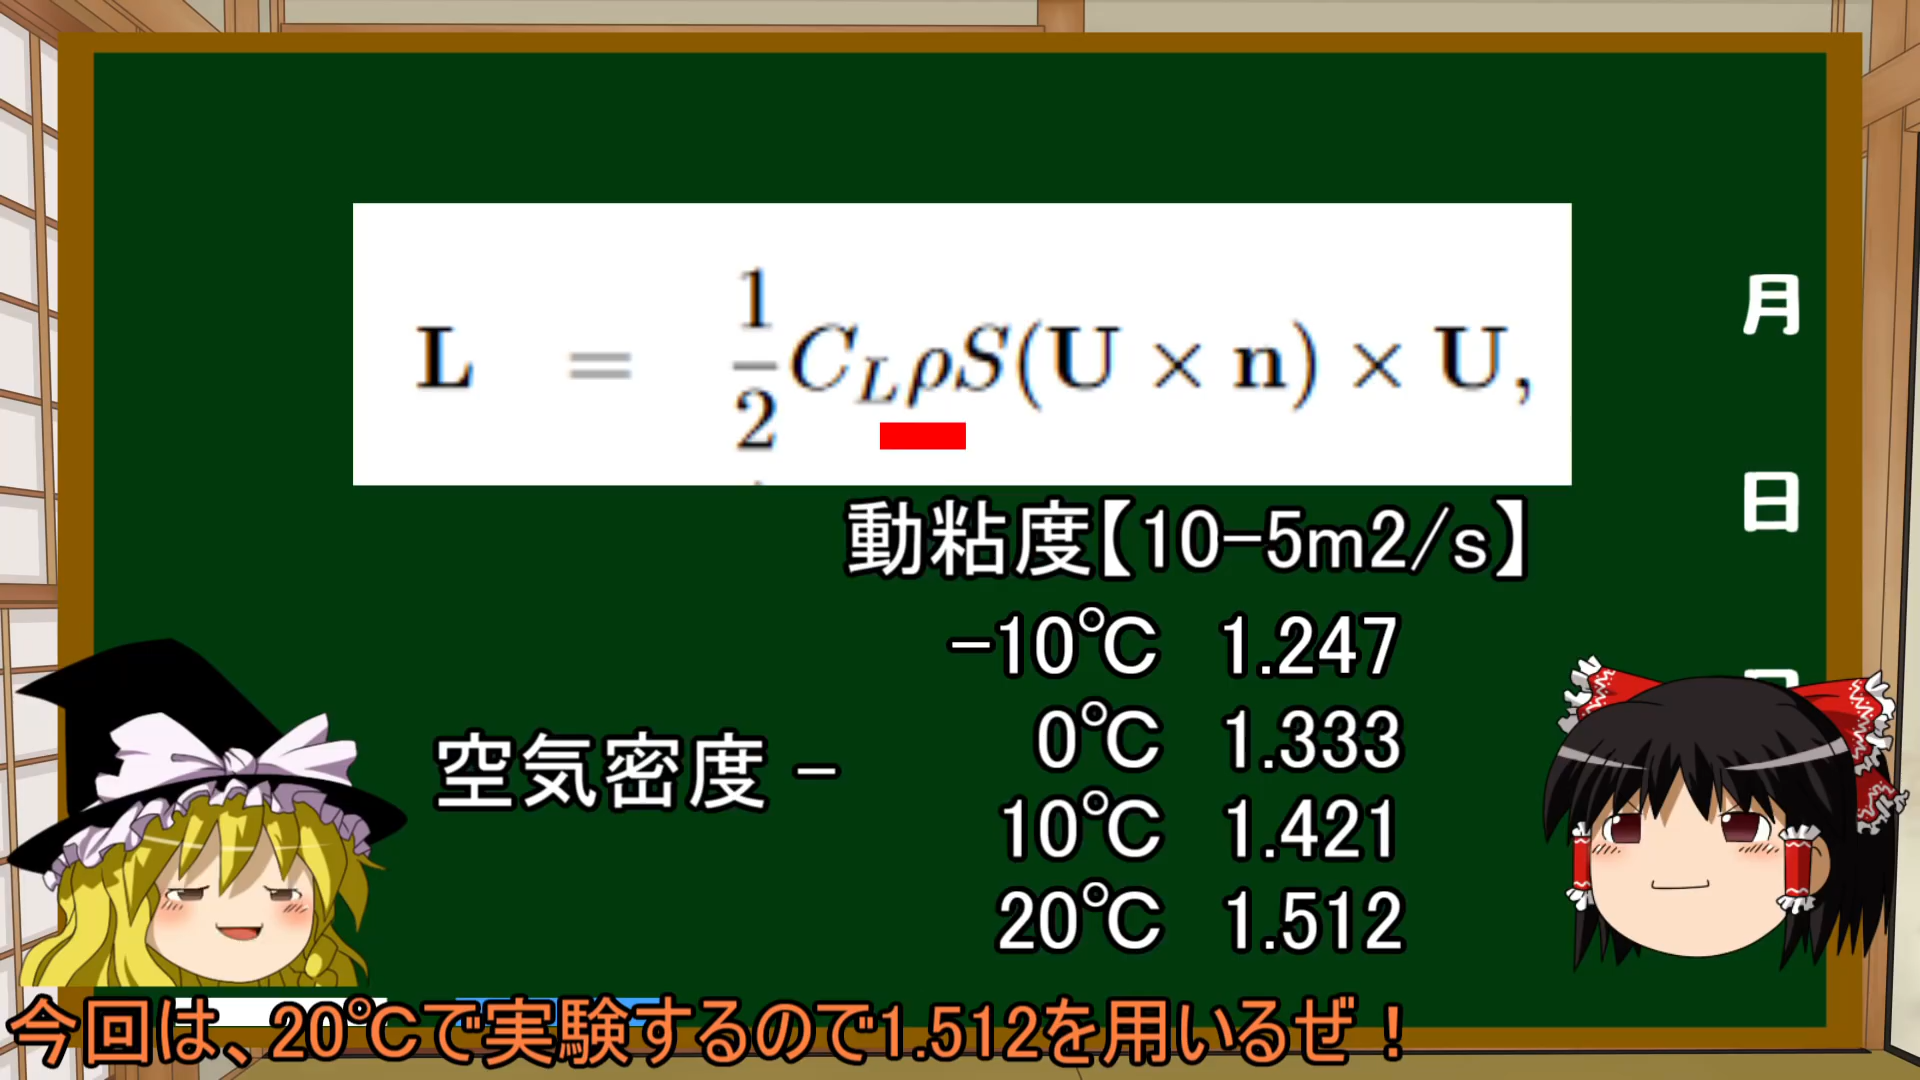 L = \frac{1}{2} C_L ρS(U × n) × U,
月
日
動粘度【10-5m2/s】
-10℃ 1.247
0℃ 1.333
空気密度 -
10℃ 1.421
20℃ 1.512
今回は、20℃で実験するので1.512を用いるぜ！